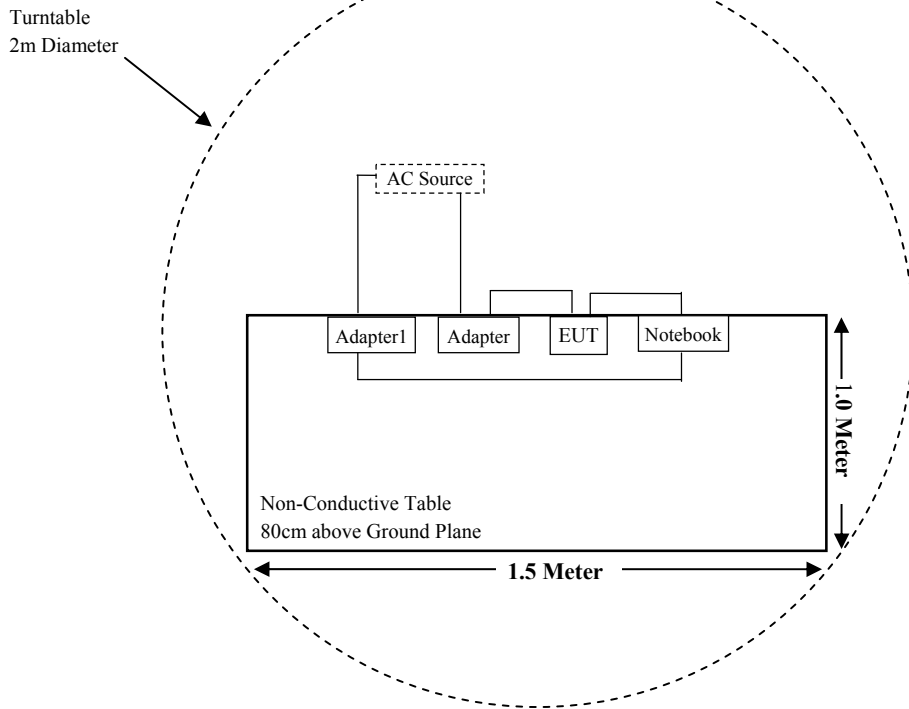 Turntable
2m Diameter
AC Source
Adapter1
Adapter
EUT
Notebook
1.0 Meter
Non-Conductive Table
80cm above Ground Plane
1.5 Meter